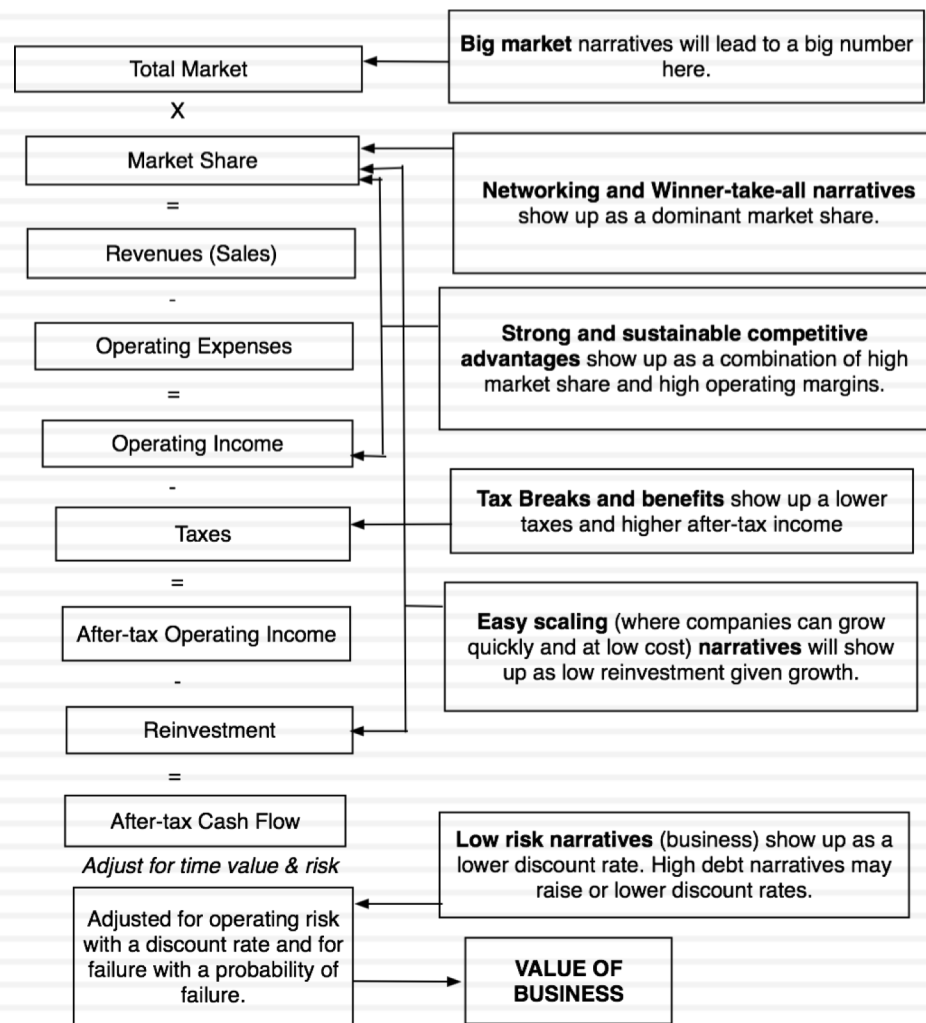 Total Market
Big market narratives will lead to a big number
here.
X
Market Share
Networking and Winner-take-all narratives
show up as a dominant market share.
=
Revenues (Sales)
-
Operating Expenses
Strong and sustainable competitive
advantages show up as a combination of high
market share and high operating margins.
=
Operating Income
-
Taxes
Tax Breaks and benefits show up a lower
taxes and higher after-tax income
=
After-tax Operating Income
Easy scaling (where companies can grow
quickly and at low cost) narratives will show
up as low reinvestment given growth.
-
Reinvestment
=
After-tax Cash Flow
Adjust for time value & risk
Low risk narratives (business) show up as a
lower discount rate. High debt narratives may
raise or lower discount rates.
Adjusted for operating risk
with a discount rate and for
failure with a probability of
failure.
VALUE OF
BUSINESS